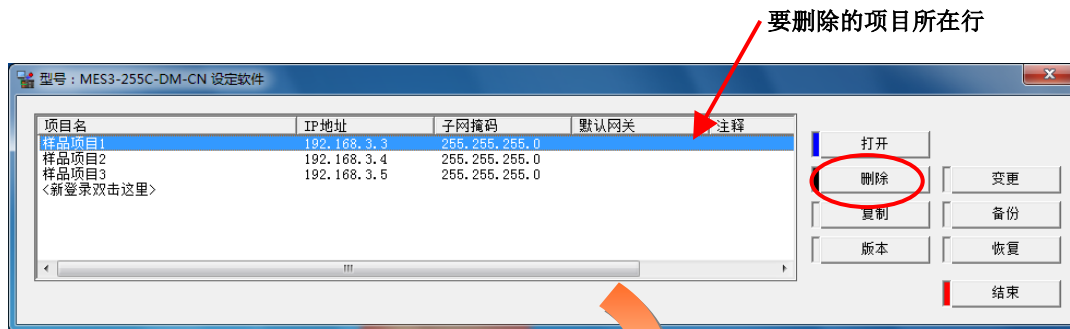 要删除的项目所在行
型号：MES3-255C-DM-CN 设定软件
项目名 IP地址 子网掩码 默认网关 注释
样品项目1 192.168.3.3 255.255.255.0
样品项目2 192.168.3.4 255.255.255.0
样品项目3 192.168.3.5 255.255.255.0
<新登录双击这里>
打开
删除 变更
复制 备份
版本 恢复
结束